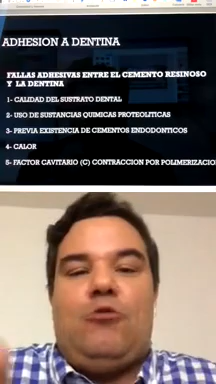 ADHESION A DENTINA
FALLAS ADHESIVAS ENTRE EL CEMENTO RESINOSO
Y LA DENTINA
1- CALIDAD DEL SUSTRATO DENTAL
2- USO DE SUSTANCIAS QUIMICAS PROTEOLITICAS
3- PREVIA EXISTENCIA DE CEMENTOS ENDODONTICOS
4- CALOR
5- FACTOR CAVITARIO (C) CONTRACCION POR POLIMERIZACIO